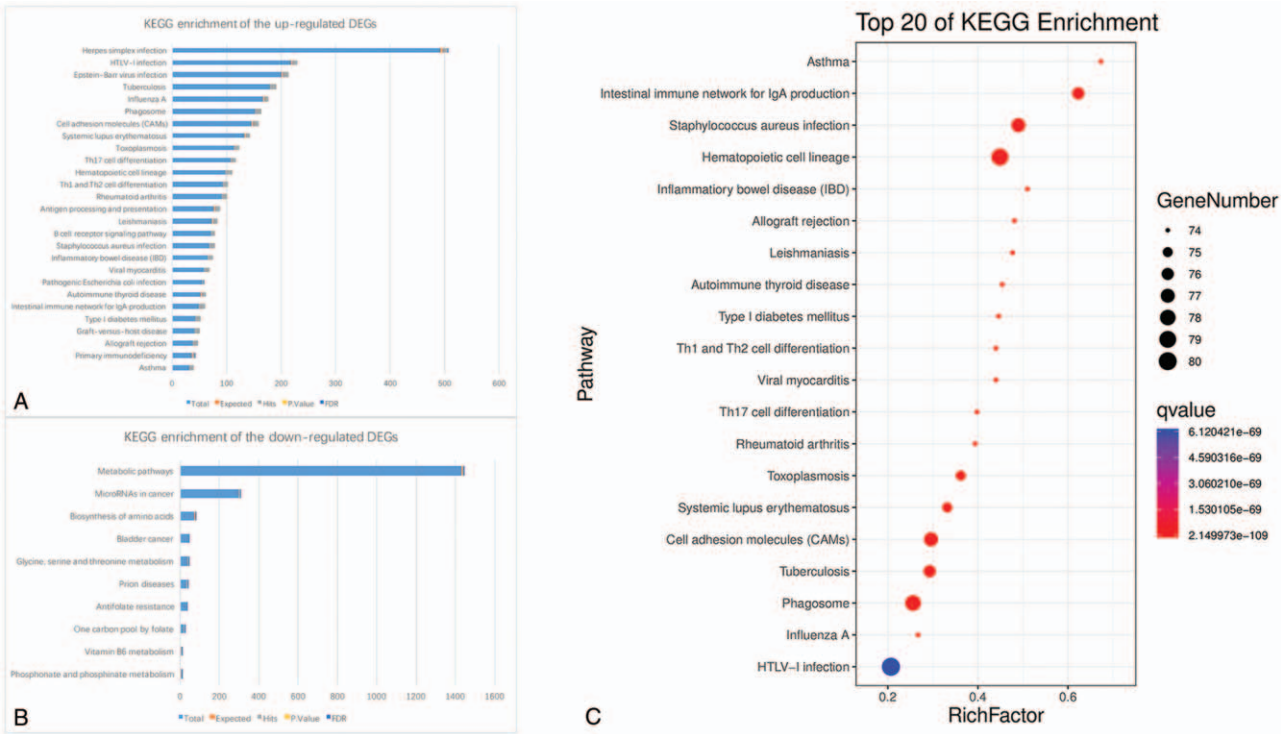 KEGG enrichment of the up-regulated DEGs
Herpes simplex infection
HTLV-I infection
Epstein-Barr virus infection
Tuberculosis
Influenza A
Phagosome
Cell adhesion molecules (CAMs)
Systemic lupus erythematosus
Toxoplasmosis
Th17 cell differentiation
Hematopoietic cell lineage
Th1 and Th2 cell differentiation
Rheumatoid arthritis
Antigen processing and presentation
Leishmaniasis
B cell receptor signaling pathway
Staphylococcus aureus infection
Inflammatory bowel disease (IBD)
Viral myocarditis
Pathogenic Escherichia coli infection
Autoimmune thyroid disease
Intestinal immune network for IgA production
Type I diabetes mellitus
Graft-versus-host disease
Allograft rejection
Primary immunodeficiency
Asthma
0 100 200 300 400 500 600
Total Expected Hits P.Value FDR
A
KEGG enrichment of the down-regulated DEGs
Metabolic pathways
MicroRNAs in cancer
Biosynthesis of amino acids
Bladder cancer
Glycine, serine and threonine metabolism
Prion diseases
Antifolate resistance
One carbon pool by folate
Vitamin B6 metabolism
Phosphonate and phosphinate metabolism
0 200 400 600 800 1000 1200 1400 1600
Total Expected Hits P.Value FDR
B
Top 20 of KEGG Enrichment
Pathway
Asthma
Intestinal immune network for IgA production
Staphylococcus aureus infection
Hematopoietic cell lineage
Inflammatory bowel disease (IBD)
Allograft rejection
Leishmaniasis
Autoimmune thyroid disease
Type I diabetes mellitus
Th1 and Th2 cell differentiation
Viral myocarditis
Th17 cell differentiation
Rheumatoid arthritis
Toxoplasmosis
Systemic lupus erythematosus
Cell adhesion molecules (CAMs)
Tuberculosis
Phagosome
Influenza A
HTLV-I infection
0.2 0.4 0.6
RichFactor
C
GeneNumber
74
75
76
77
78
79
80
qvalue
6.120421e-69
4.590316e-69
3.060210e-69
1.530105e-69
2.149973e-109